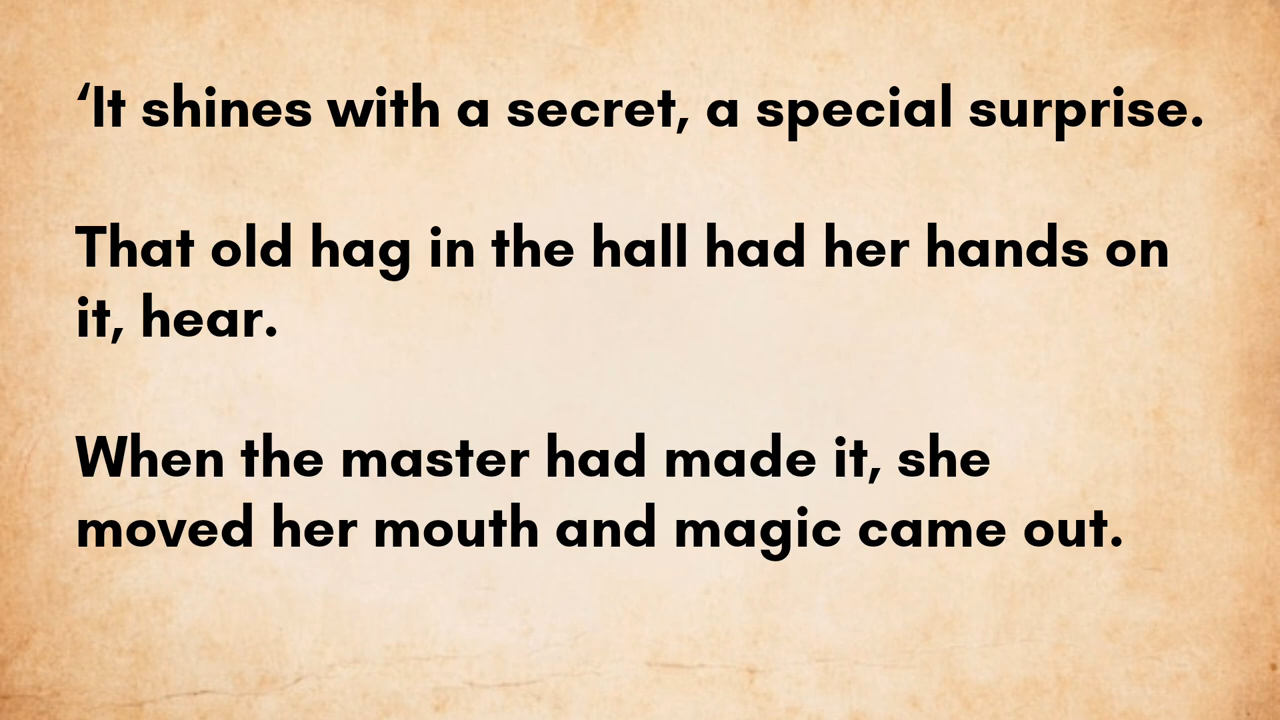 ‘It shines with a secret, a special surprise.
That old hag in the hall had her hands on
it, hear.
When the master had made it, she
moved her mouth and magic came out.